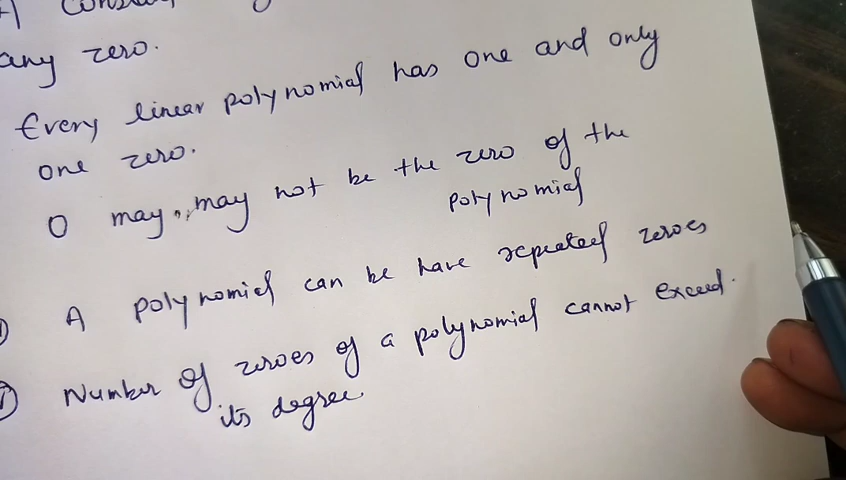 A
any zero.
Every linear polynomial has one and only
one zero.
0 may, may not be the zero of the
polynomial
A polynomial can be have repeated zeroes
Number of zeroes of a polynomial cannot exceed.
its degree